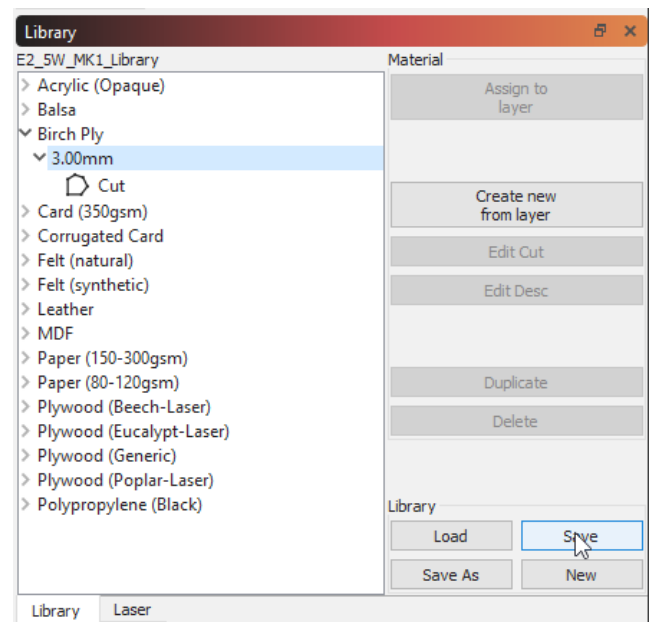 Library
E2_5W_MK1_Library
Acrylic (Opaque)
Balsa
Birch Ply
3.00mm
Cut
Card (350gsm)
Corrugated Card
Felt (natural)
Felt (synthetic)
Leather
MDF
Paper (150-300gsm)
Paper (80-120gsm)
Plywood (Beech-Laser)
Plywood (Eucalypt-Laser)
Plywood (Generic)
Plywood (Poplar-Laser)
Polypropylene (Black)
Material
Assign to
layer
Create new
from layer
Edit Cut
Edit Desc
Duplicate
Delete
Library
Load
Save
Save As
New
Library
Laser